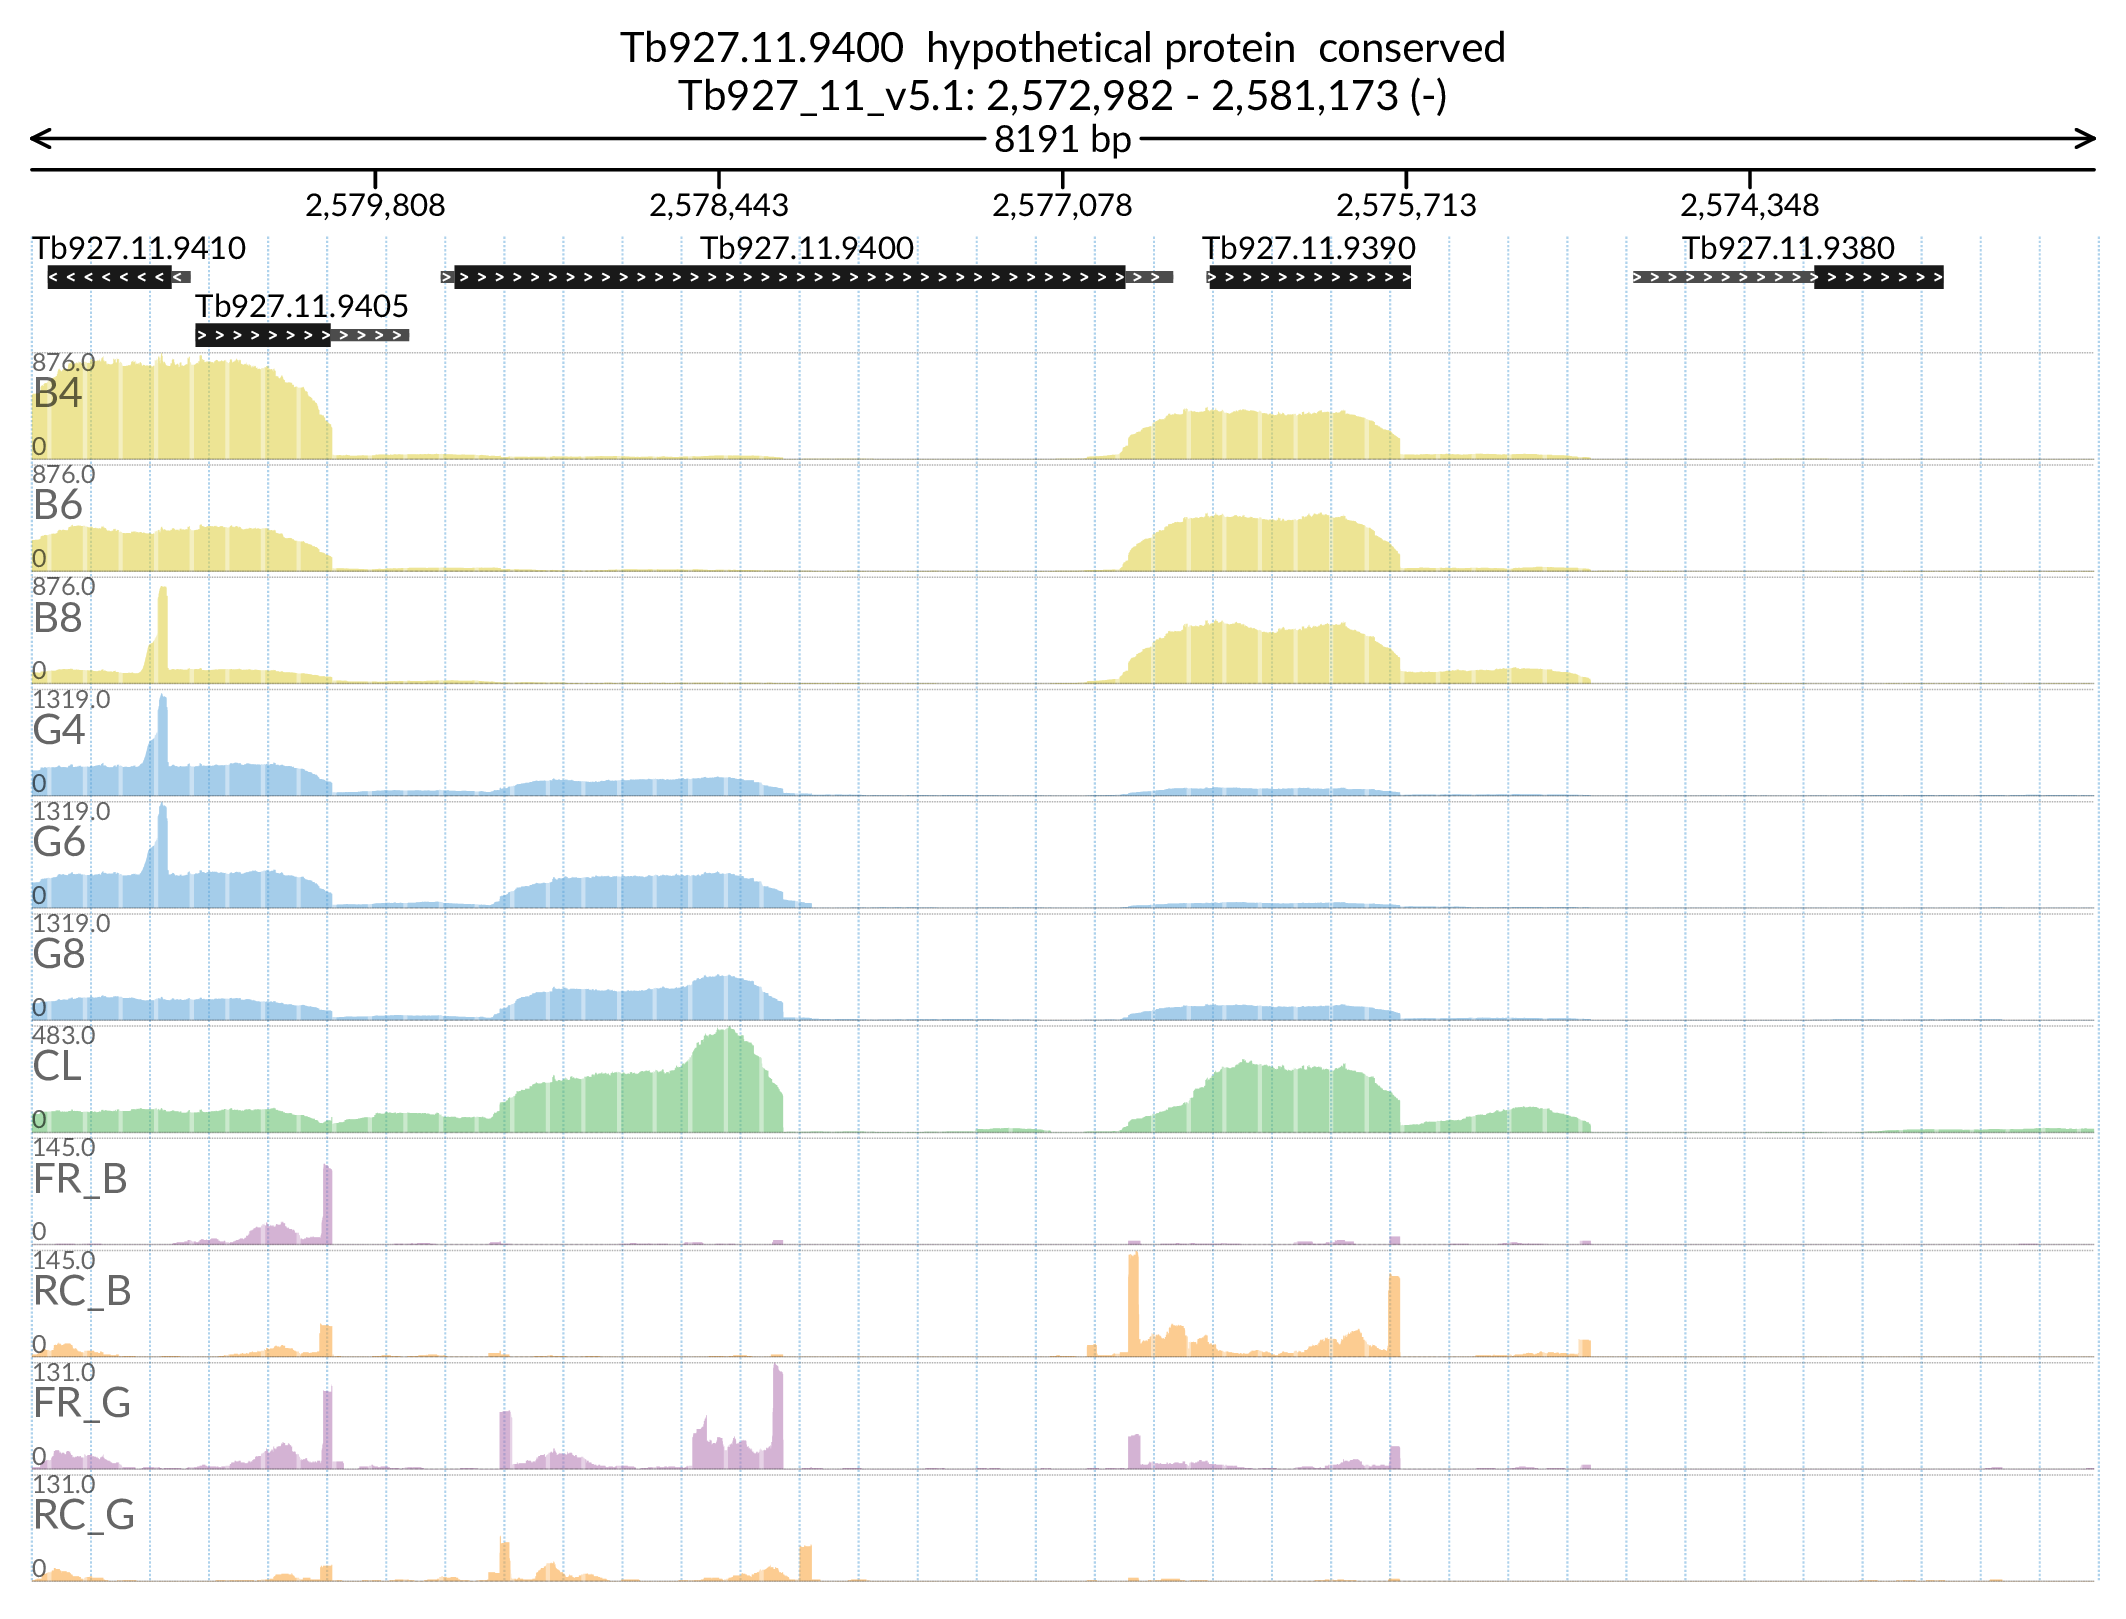 Tb927.11.9400 hypothetical protein conserved
Tb927_11_v5.1: 2,572,982 - 2,581,173 (-)
8191 bp
2,579,808 2,578,443 2,577,078 2,575,713 2,574,348
Tb927.11.9410 Tb927.11.9400 Tb927.11.9390 Tb927.11.9380
Tb927.11.9405
876.0
B4
0
876.0
B6
0
876.0
B8
0
1319.0
G4
0
1319.0
G6
0
1319.0
G8
0
483.0
CL
0
145.0
FR_B
0
145.0
RC_B
0
131.0
FR_G
0
131.0
RC_G
0